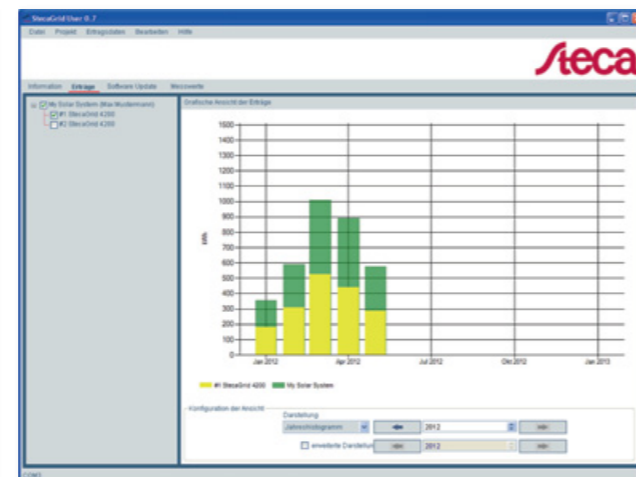 StecaGrid User 0.7
Datei Projekt Ertragsdaten Bearbeiten Hilfe
Steca
Information Erträge Software Update Messwerte
My Solar System (Max Mustermann)
#1 StecaGrid 4200
#2 StecaGrid 4200
Grafische Ansicht der Erträge
1500
1400
1300
1200
1100
1000
900
800
700
600
500
400
300
200
100
0
kWh
Jan 2012 Apr 2012 Jul 2012 Okt 2012 Jan 2013
#1 StecaGrid 4200 My Solar System
Konfiguration der Ansicht
Darstellung
Jahreshistogramm 2012
erweiterte Darstellun 2012